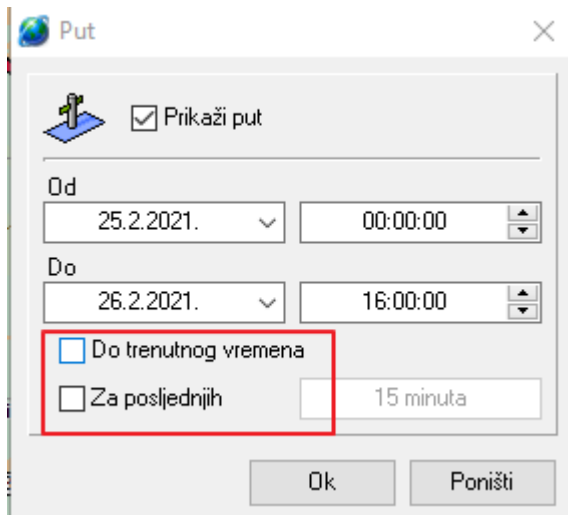 Put
Prikaži put
Od
25.2.2021. 00:00:00
Do
26.2.2021. 16:00:00
Do trenutnog vremena
Za posljednjih 15 minuta
Ok Poništi